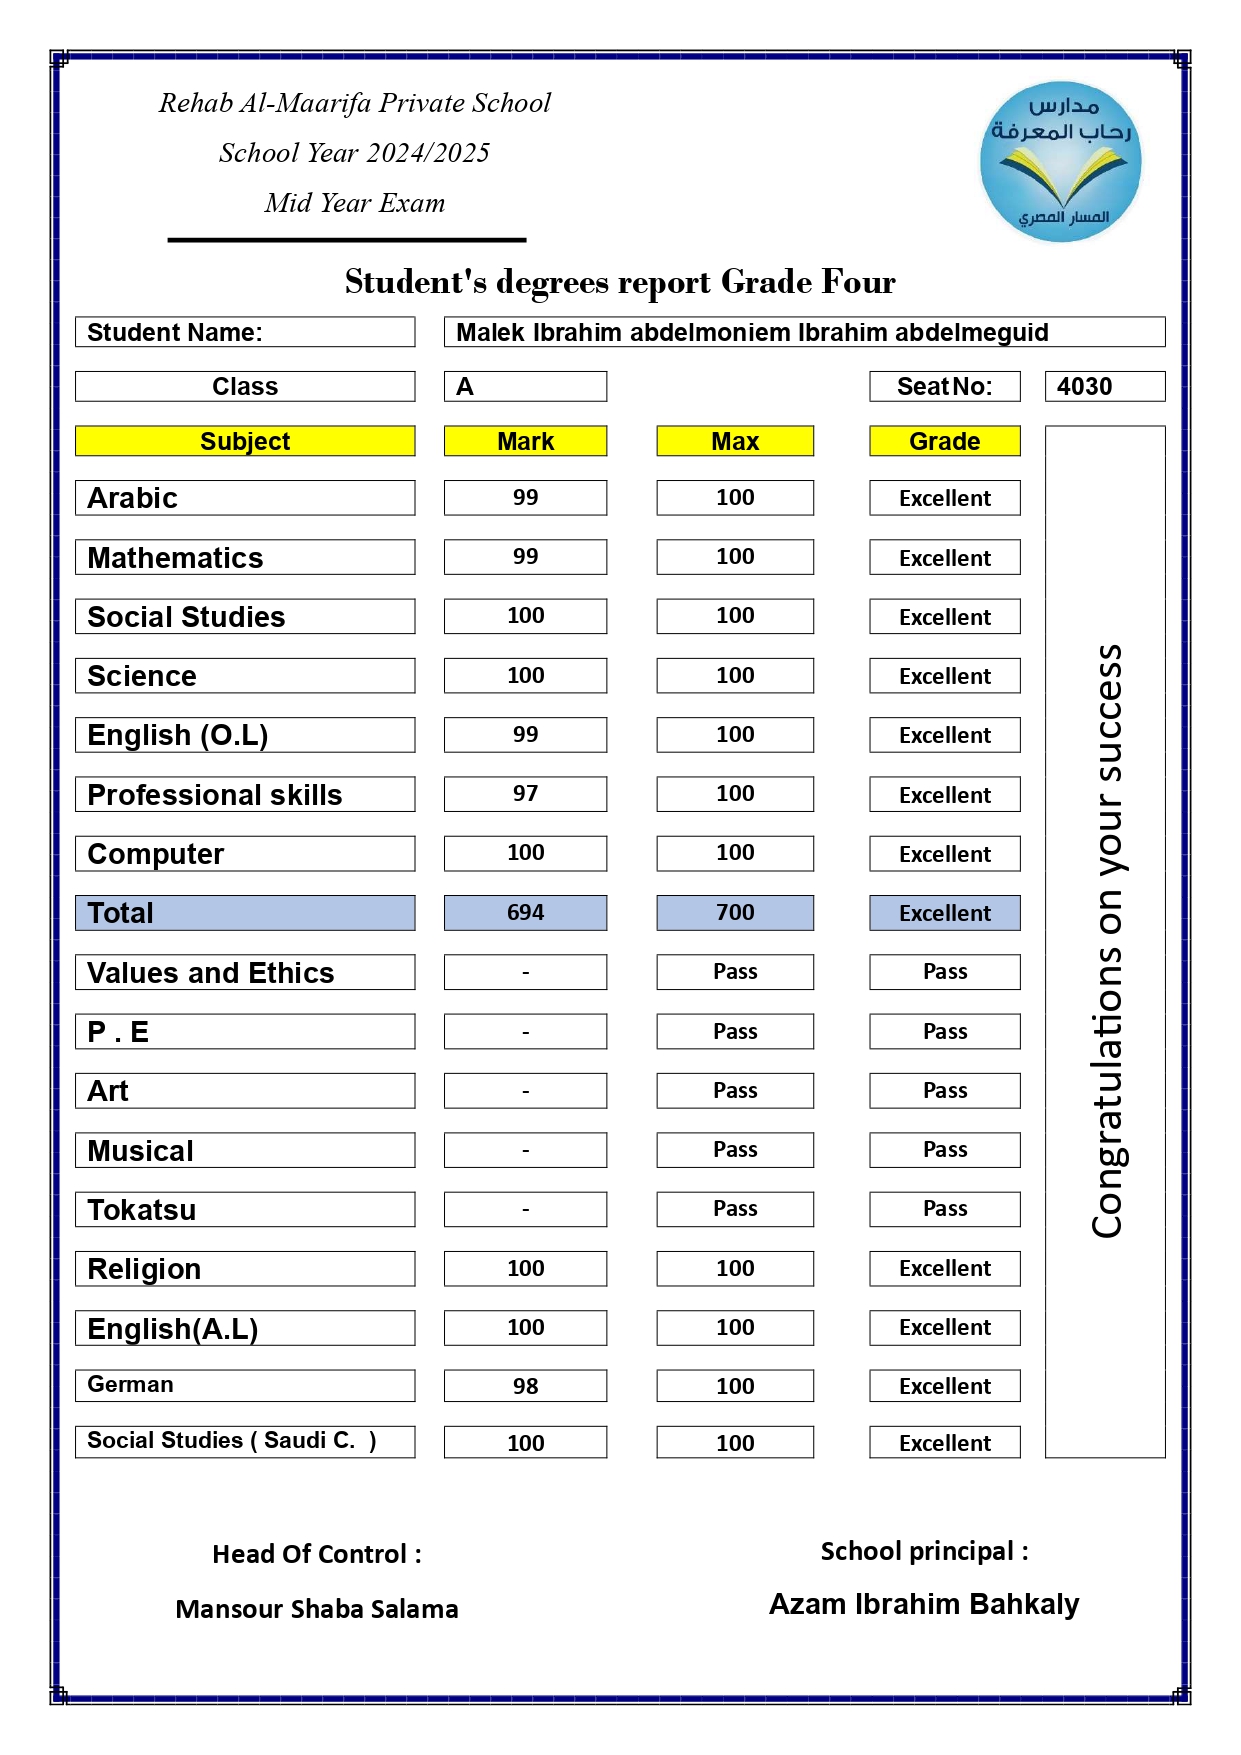 Rehab Al-Maarifa Private School
School Year 2024/2025
Mid Year Exam
مدارس
رحاب المعرفة
المسار المصري
Student's degrees report Grade Four
Student Name: Malek Ibrahim abdelmoniem Ibrahim abdelmeguid
Class A Seat No: 4030
Subject Mark Max Grade
Arabic 99 100 Excellent
Mathematics 99 100 Excellent
Social Studies 100 100 Excellent
Science 100 100 Excellent
English (O.L) 99 100 Excellent
Professional skills 97 100 Excellent
Computer 100 100 Excellent
Total 694 700 Excellent
Values and Ethics - Pass Pass
P . E - Pass Pass
Art - Pass Pass
Musical - Pass Pass
Tokatsu - Pass Pass
Religion 100 100 Excellent
English(A.L) 100 100 Excellent
German 98 100 Excellent
Social Studies ( Saudi C. ) 100 100 Excellent
Congratulations on your success
Head Of Control :
Mansour Shaba Salama
School principal :
Azam Ibrahim Bahkaly